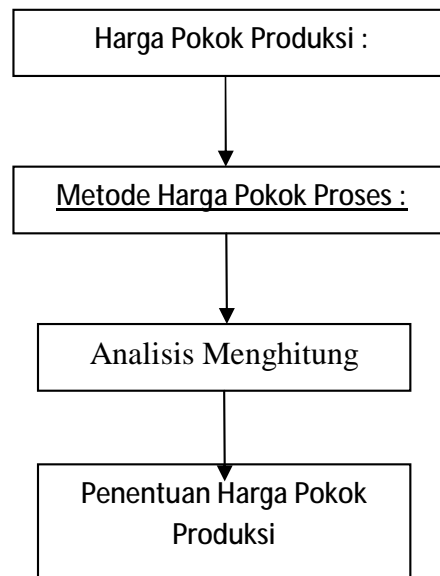 Harga Pokok Produksi :
Metode Harga Pokok Proses :
Analisis Menghitung
Penentuan Harga Pokok
Produksi